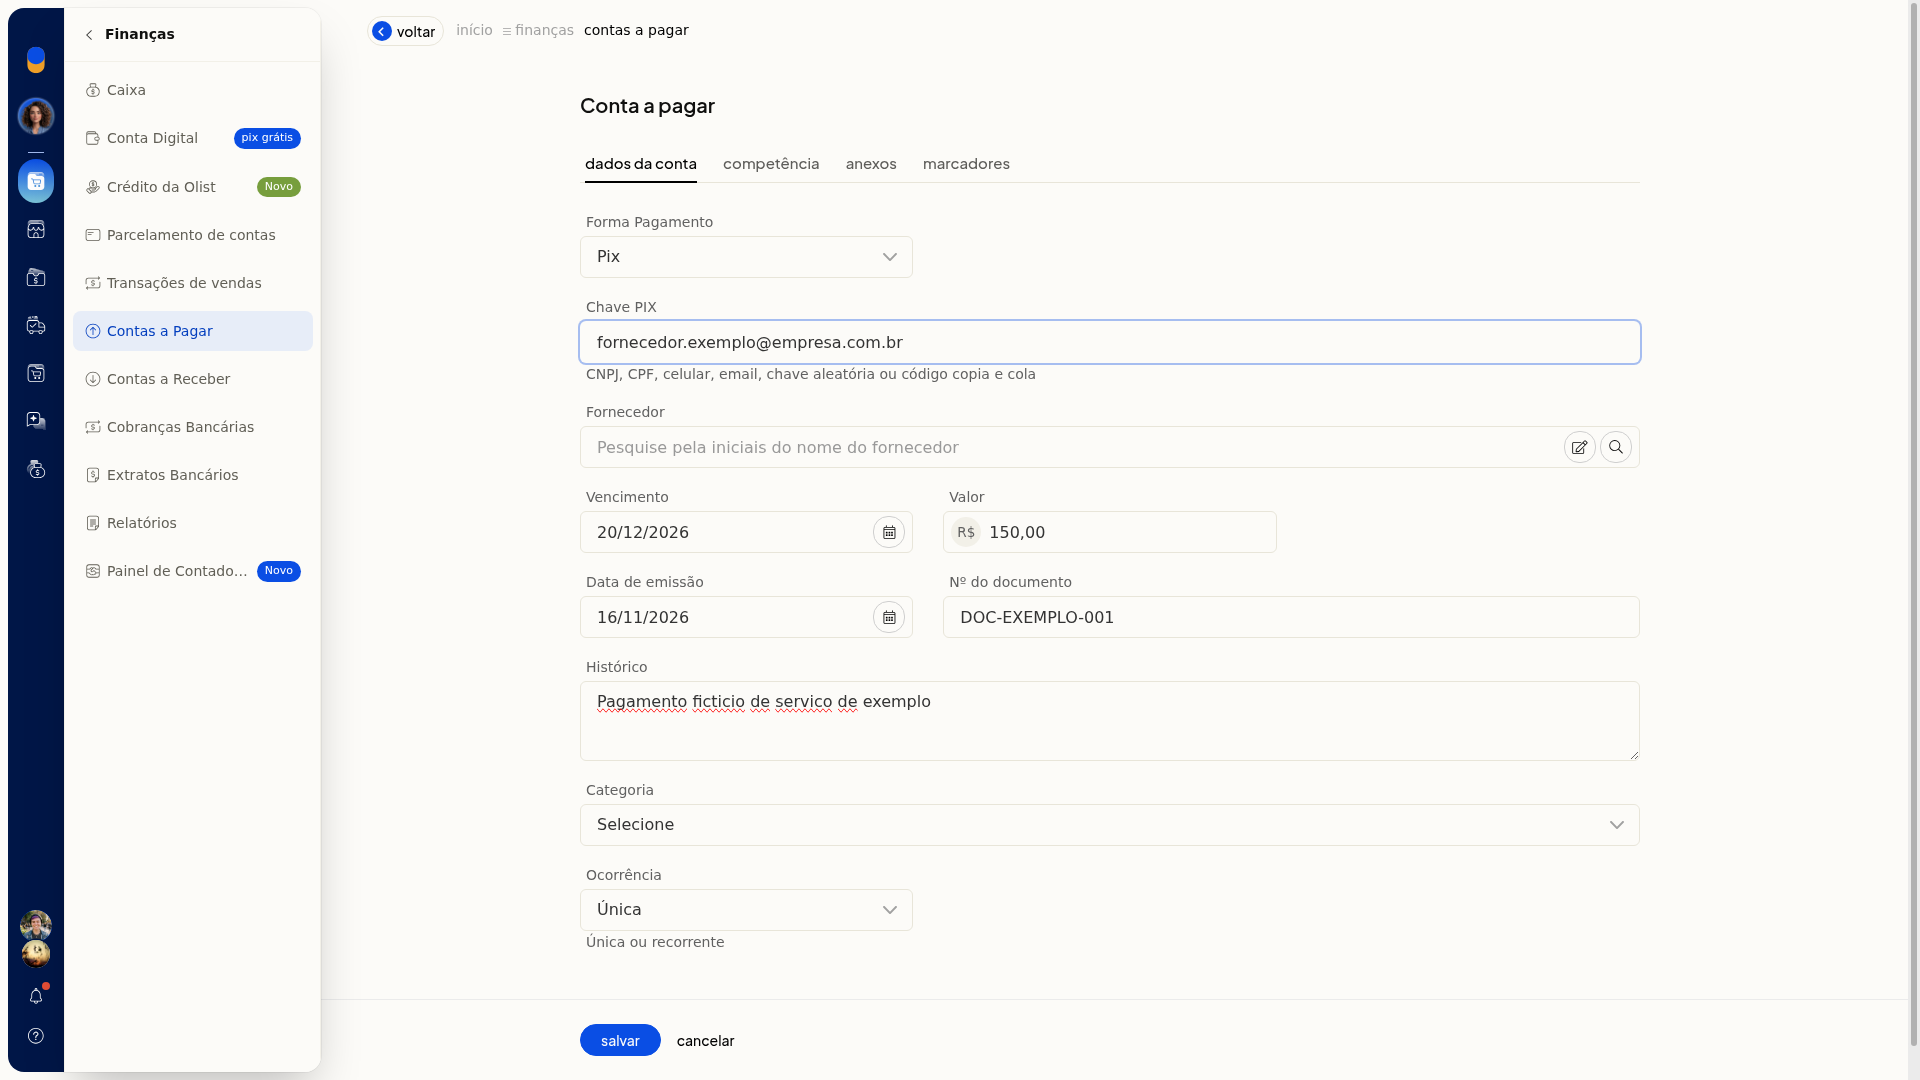 Finanças
Caixa
Conta Digital
pix grátis
Crédito da Olist
Novo
Parcelamento de contas
Transações de vendas
Contas a Pagar
Contas a Receber
Cobranças Bancárias
Extratos Bancários
Relatórios
Painel de Contado...
Novo
voltar
início
finanças
contas a pagar
Conta a pagar
dados da conta
competência
anexos
marcadores
Forma Pagamento
Pix
Chave PIX
fornecedor.exemplo@empresa.com.br
CNPJ, CPF, celular, email, chave aleatória ou código copia e cola
Fornecedor
Pesquise pela iniciais do nome do fornecedor
Vencimento
20/12/2026
Valor
R$ 150,00
Data de emissão
16/11/2026
Nº do documento
DOC-EXEMPLO-001
Histórico
Pagamento ficticio de servico de exemplo
Categoria
Selecione
Ocorrência
Única
Única ou recorrente
salvar
cancelar